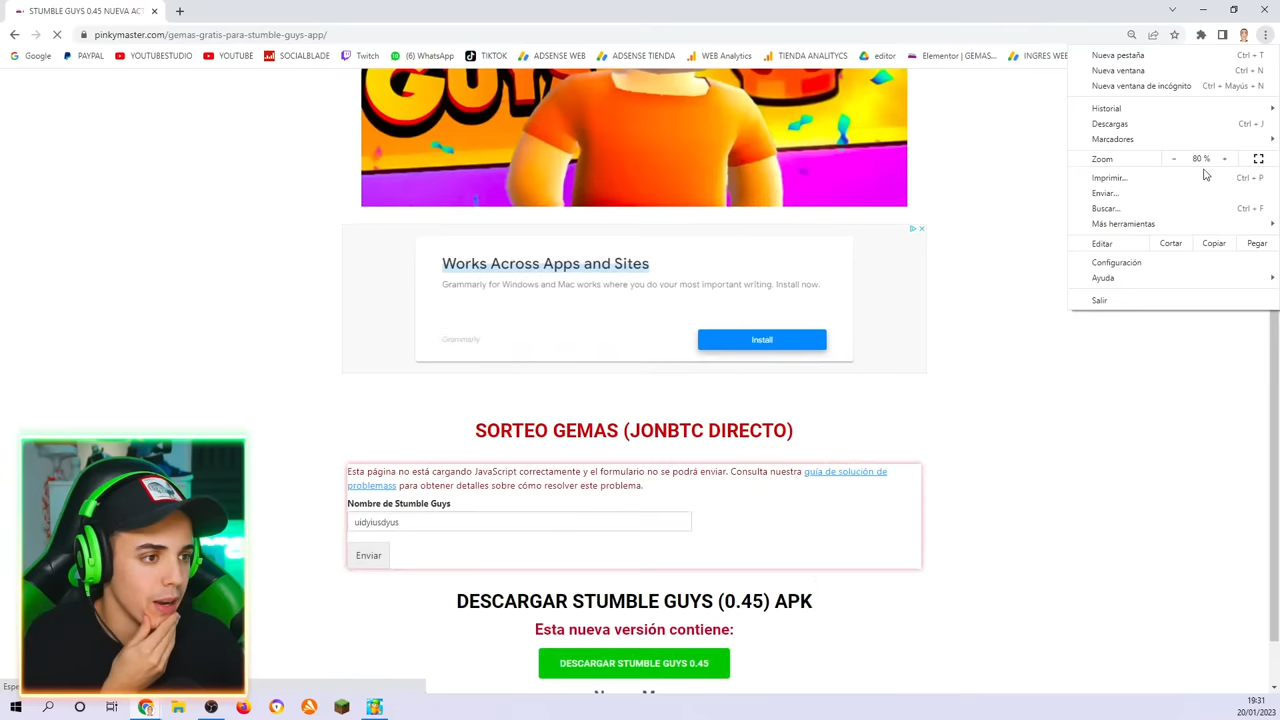 STUMBLE GUYS 0.45 NUEVA ACT
pinkymaster.com/gemas-gratis-para-stumble-guys-app/
Google PAYPAL YOUTUBESTUDIO YOUTUBE SOCIALBLADE Twitch (6) WhatsApp TIKTOK ADSENSE WEB ADSENSE TIENDA WEB Analytics TIENDA ANALITYCS editor Elementor | GEMAS... INGRES WEB
Nueva pestaña Ctrl + T
Nueva ventana Ctrl + N
Nueva ventana de incógnito Ctrl + Mayús + N
Historial
Descargas Ctrl + J
Marcadores
Zoom - 80 % +
Imprimir... Ctrl + P
Enviar...
Buscar... Ctrl + F
Más herramientas
Editar Cortar Copiar Pegar
Configuración
Ayuda
Salir
GUY
Works Across Apps and Sites
Grammarly for Windows and Mac works where you do your most important writing. Install now.
Grammarly
Install
SORTEO GEMAS (JONBTC DIRECTO)
Esta página no está cargando JavaScript correctamente y el formulario no se podrá enviar. Consulta nuestra guía de solución de
problemass para obtener detalles sobre cómo resolver este problema.
Nombre de Stumble Guys
uidyiusdyus
Enviar
DESCARGAR STUMBLE GUYS (0.45) APK
Esta nueva versión contiene:
DESCARGAR STUMBLE GUYS 0.45
Espe
19:31
20/01/2023